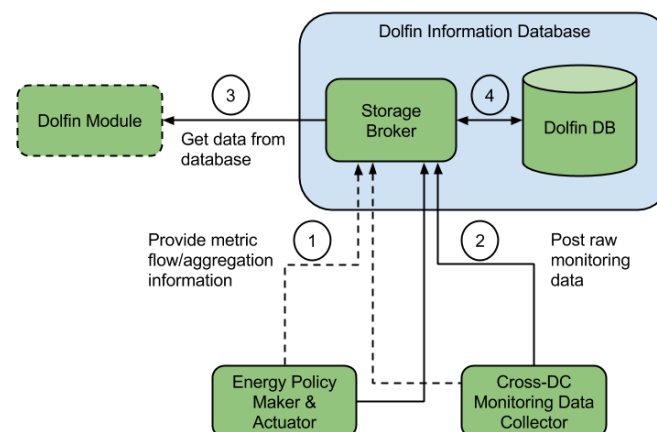 Dolfin Information Database
3
4
Dolfin Module
Storage
Broker
Dolfin DB
Get data from
database
Provide metric
flow/aggregation
information
1
2
Post raw
monitoring
data
Energy Policy
Maker &
Actuator
Cross-DC
Monitoring Data
Collector